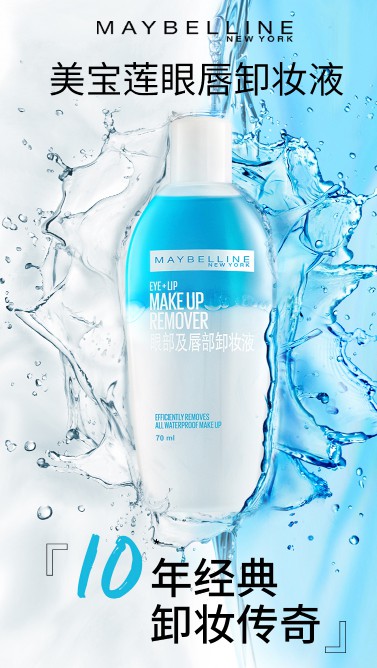 MAYBELLINE
NEW YORK
美宝莲眼唇卸妆液
MAYBELLINE
NEW YORK
EYE+LIP
MAKE UP
REMOVER
眼部及唇部卸妆液
EFFICIENTLY REMOVES
ALL WATERPROOF MAKE UP
70 ml
『10*年经典
卸妆传奇』